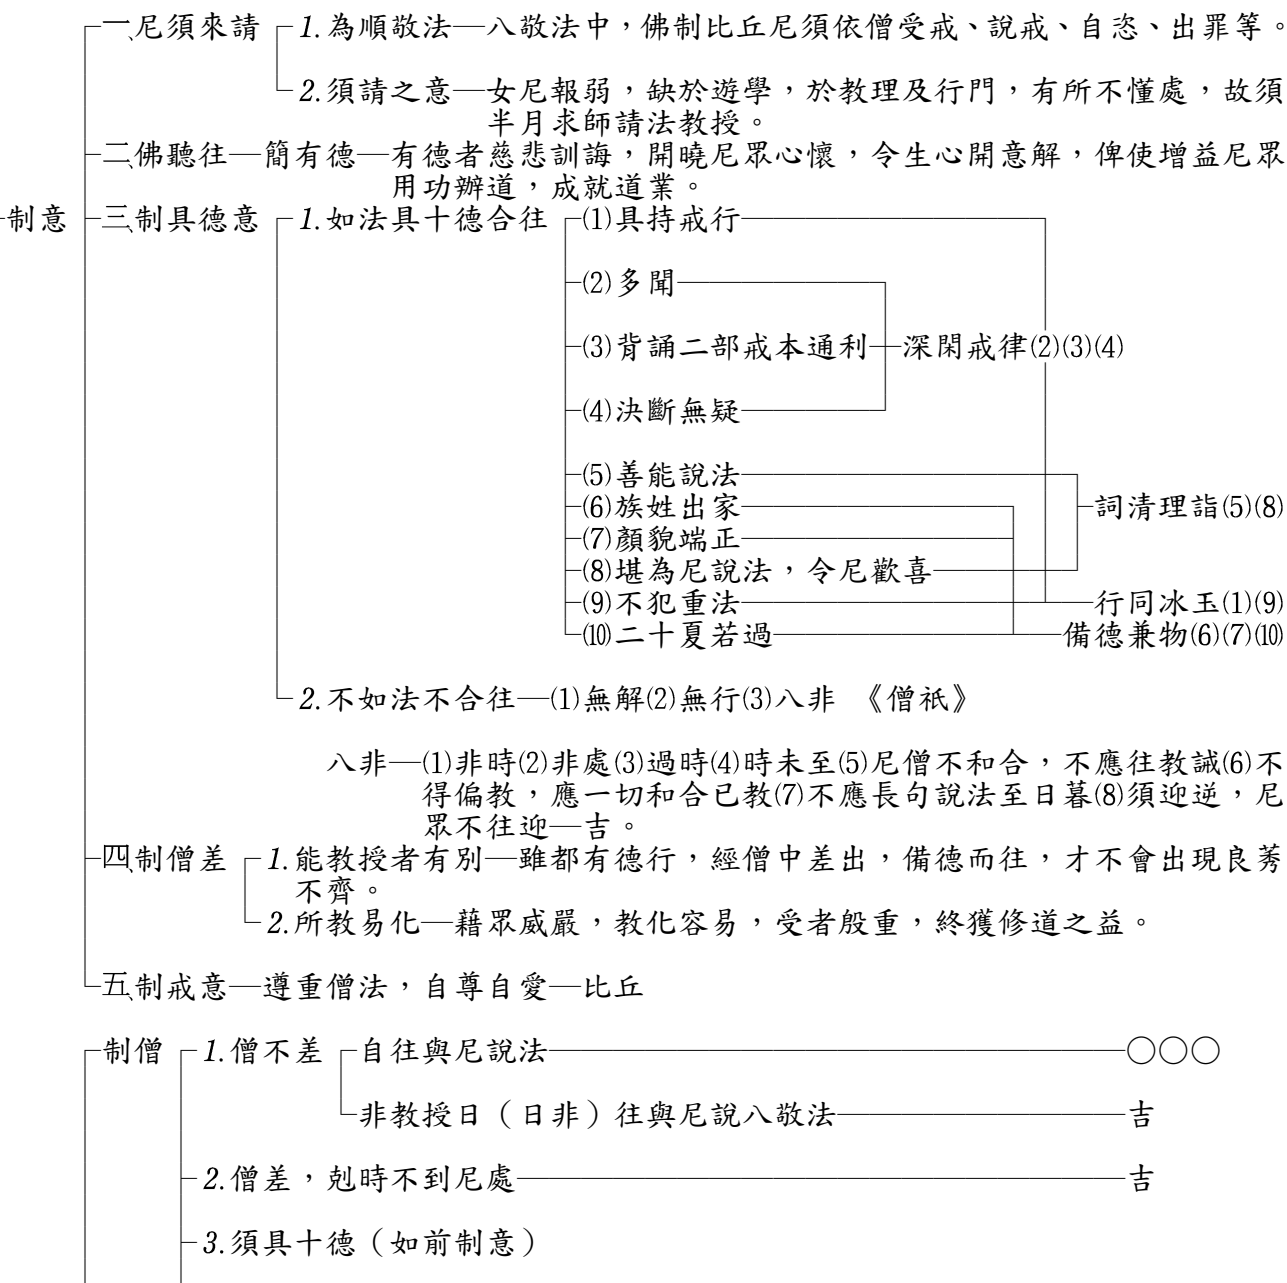 一、尼須來請 1.為順敬法—八敬法中，佛制比丘尼須依僧受戒、說戒、自恣、出罪等。
2.須請之意—女尼報弱，缺於遊學，於教理及行門，有所不懂處，故須
半月求師請法教授。
二、佛聽往—簡有德—有德者慈悲訓誨，開曉尼眾心懷，令生心開意解，俾使增益尼眾
用功辦道，成就道業。
制意 三、制具德意 1.如法具十德合往 (1)具持戒行
(2)多聞
(3)背誦二部戒本通利 深閑戒律(2)(3)(4)
(4)決斷無疑
(5)善能說法
(6)族姓出家 詞清理詣(5)(8)
(7)顏貌端正
(8)堪為尼說法，令尼歡喜
(9)不犯重法 行同冰玉(1)(9)
(10)二十夏若過 備德兼物(6)(7)(10)
2.不如法不合往—(1)無解(2)無行(3)八非 《僧祇》
八非—(1)非時(2)非處(3)過時(4)時未至(5)尼僧不和合，不應往教誡(6)不
得偏教，應一切和合已教(7)不應長句說法至日暮(8)須迎逆，尼
眾不往迎—吉。
四、制僧差 1.能教授者有別—雖都有德行，經僧中差出，備德而往，才不會出現良莠
不齊。
2.所教易化—藉眾威嚴，教化容易，受者殷重，終獲修道之益。
五、制戒意—遵重僧法，自尊自愛—比丘
制僧 1.僧不差 自往與尼說法—○○○
非教授日（日非）往與尼說八敬法—吉
2.僧差，剋時不到尼處—吉
3.須具十德（如前制意）